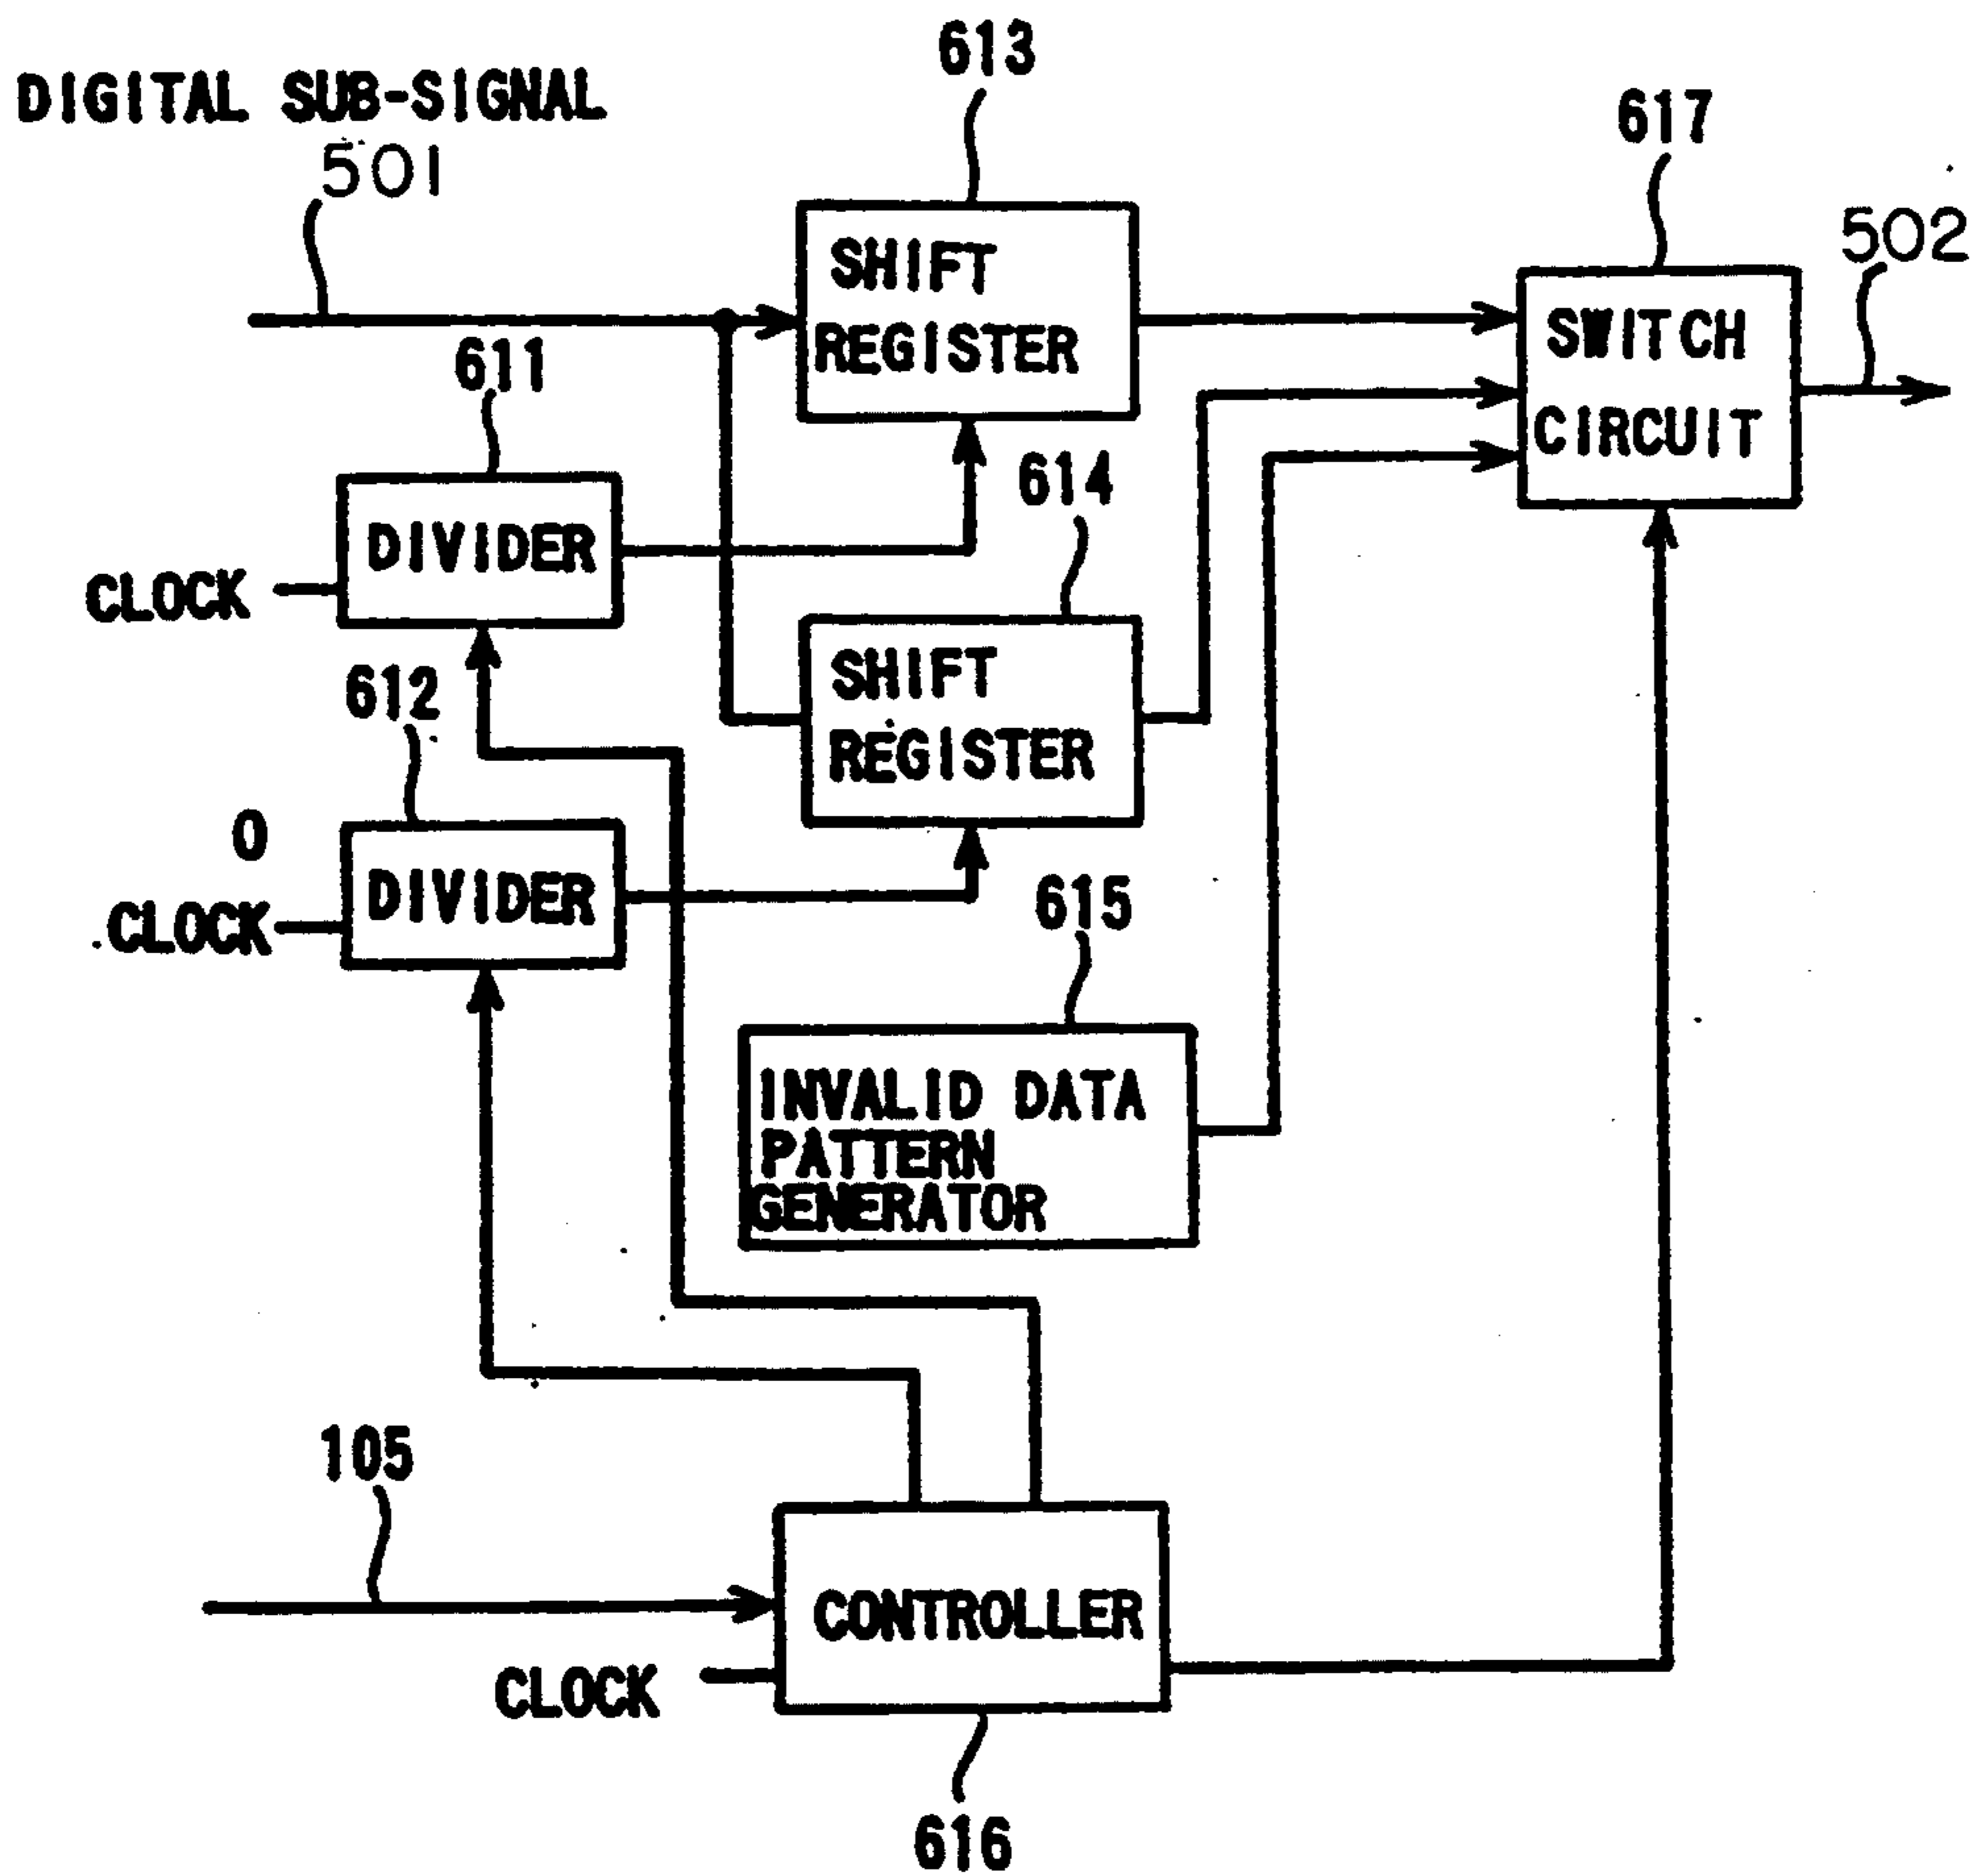 613
DIGITAL SUB-SIGNAL
501
617
502
SHIFT
REGISTER
SWITCH
CIRCUIT
611
614
DIVIDER
CLOCK
612
SHIFT
REGISTER
0
DIVIDER
CLOCK
615
INVALID DATA
PATTERN
GENERATOR
105
CONTROLLER
CLOCK
616